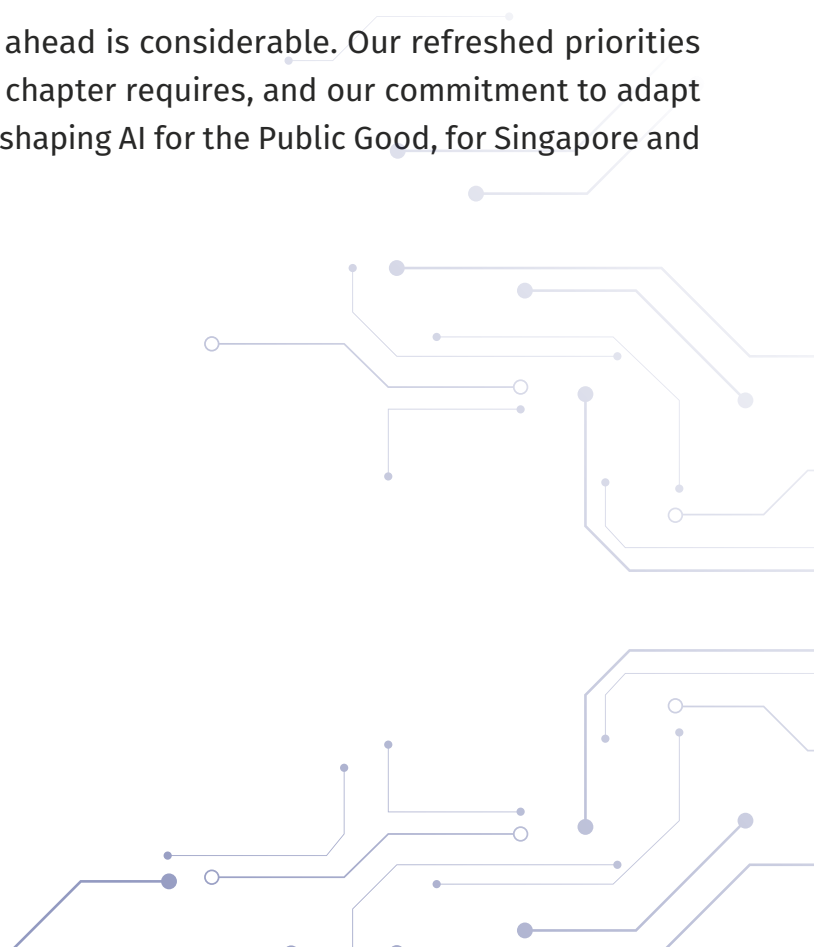 ahead is considerable. Our refreshed priorities
chapter requires, and our commitment to adapt
shaping AI for the Public Good, for Singapore and